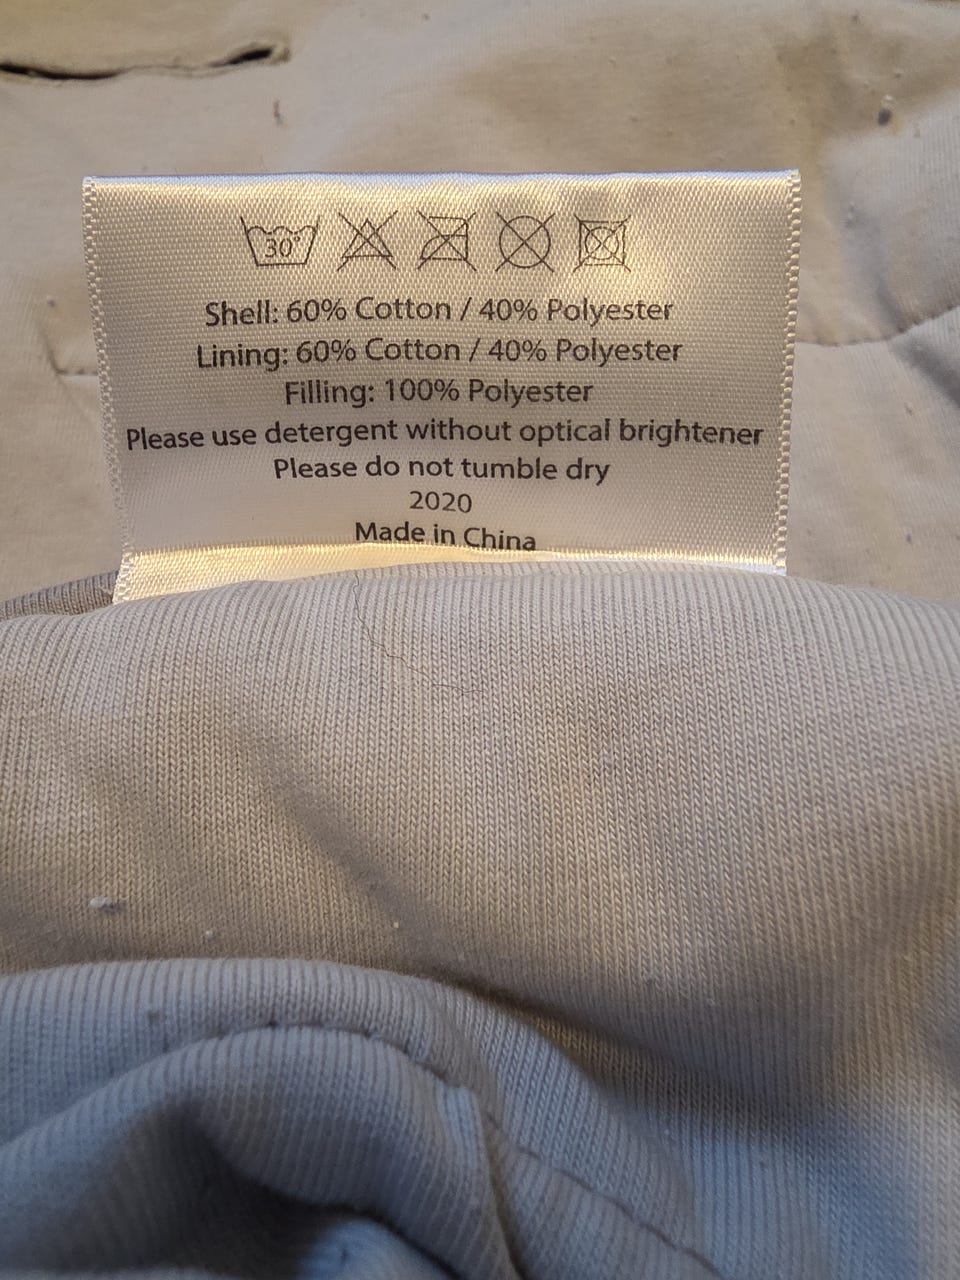 30°
Shell: 60% Cotton / 40% Polyester
Lining: 60% Cotton / 40% Polyester
Filling: 100% Polyester
Please use detergent without optical brightener
Please do not tumble dry
2020
Made in China